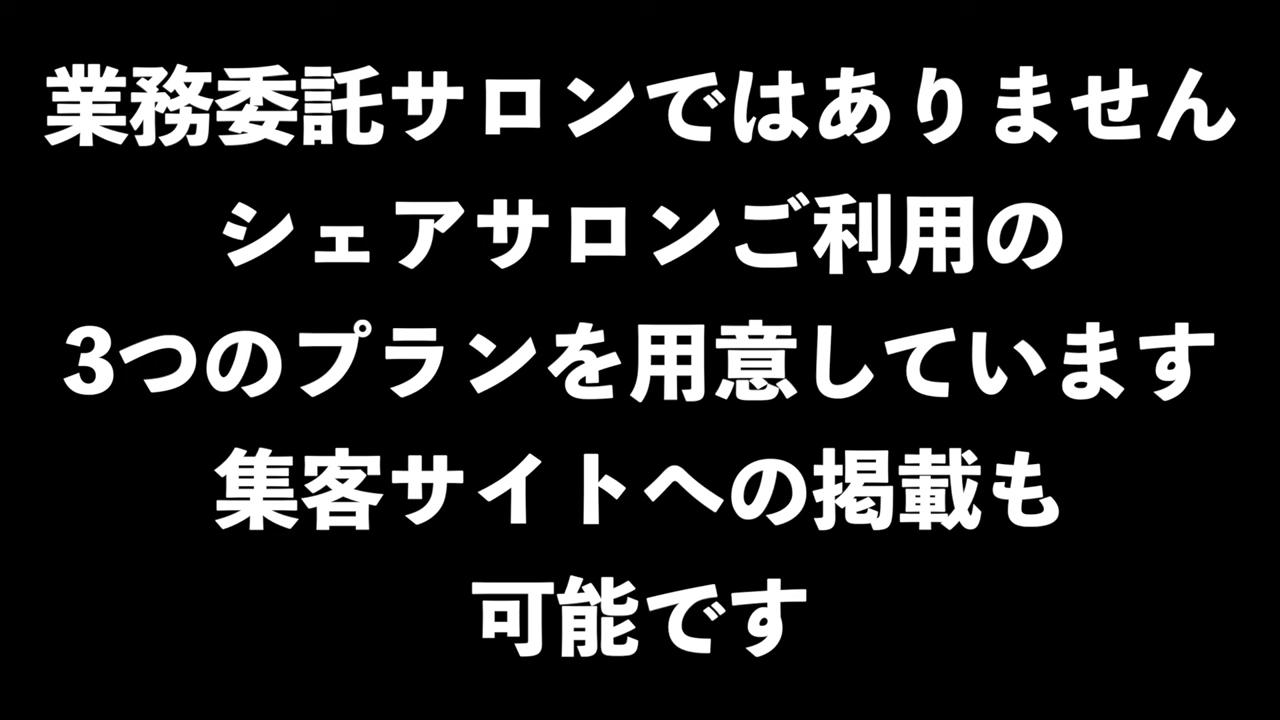 業務委託サロンではありません
シェアサロンご利用の
3つのプランを用意しています
集客サイトへの掲載も
可能です